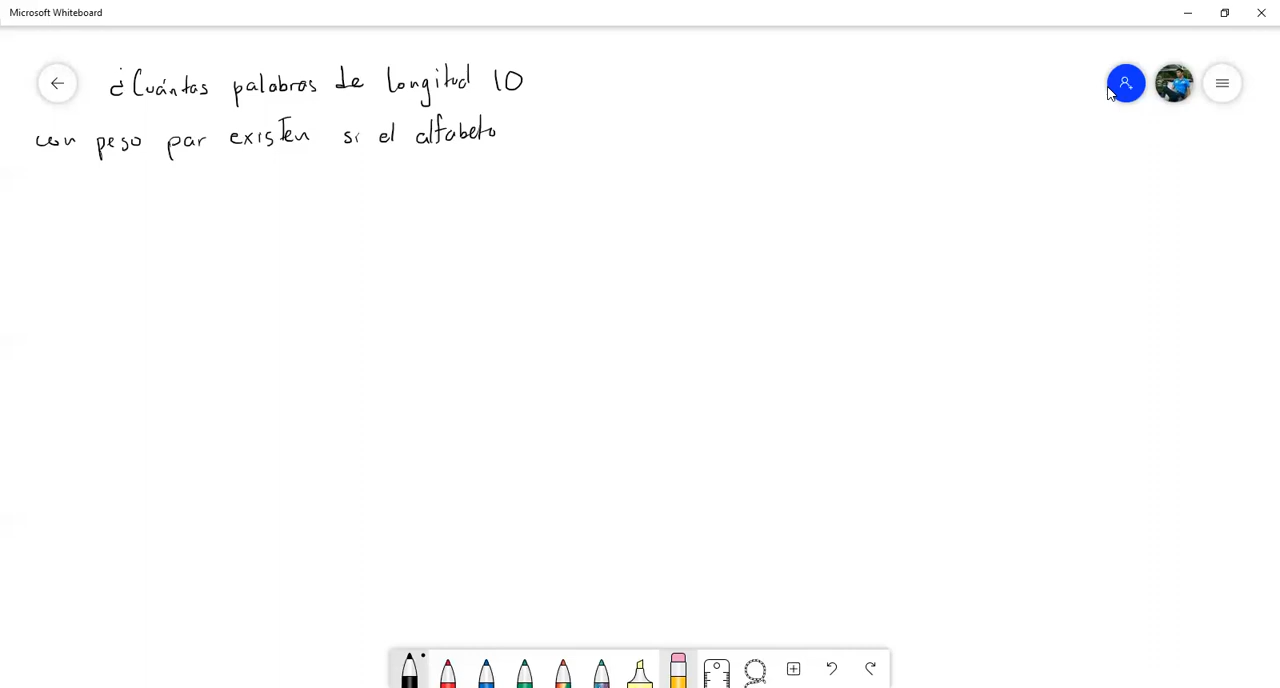 Microsoft Whiteboard
¿Cuántas palabras de longitud 10
con peso par existen si el alfabeto